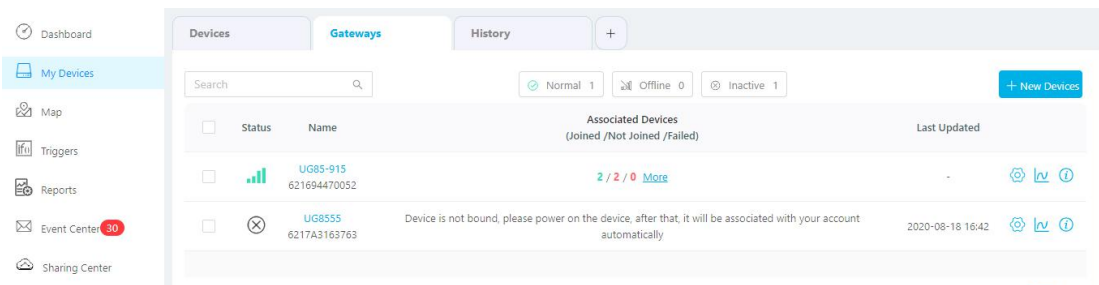 Dashboard
My Devices
Map
Triggers
Reports
Event Center 30
Sharing Center
Devices
Gateways
History
+
Search
Normal 1
Offline 0
Inactive 1
+ New Devices
Status
Name
Associated Devices
(Joined /Not Joined /Failed)
Last Updated
UG85-915
621694470052
2 / 2 / 0 More
-
UG8555
6217A3163763
Device is not bound, please power on the device, after that, it will be associated with your account
automatically
2020-08-18 16:42